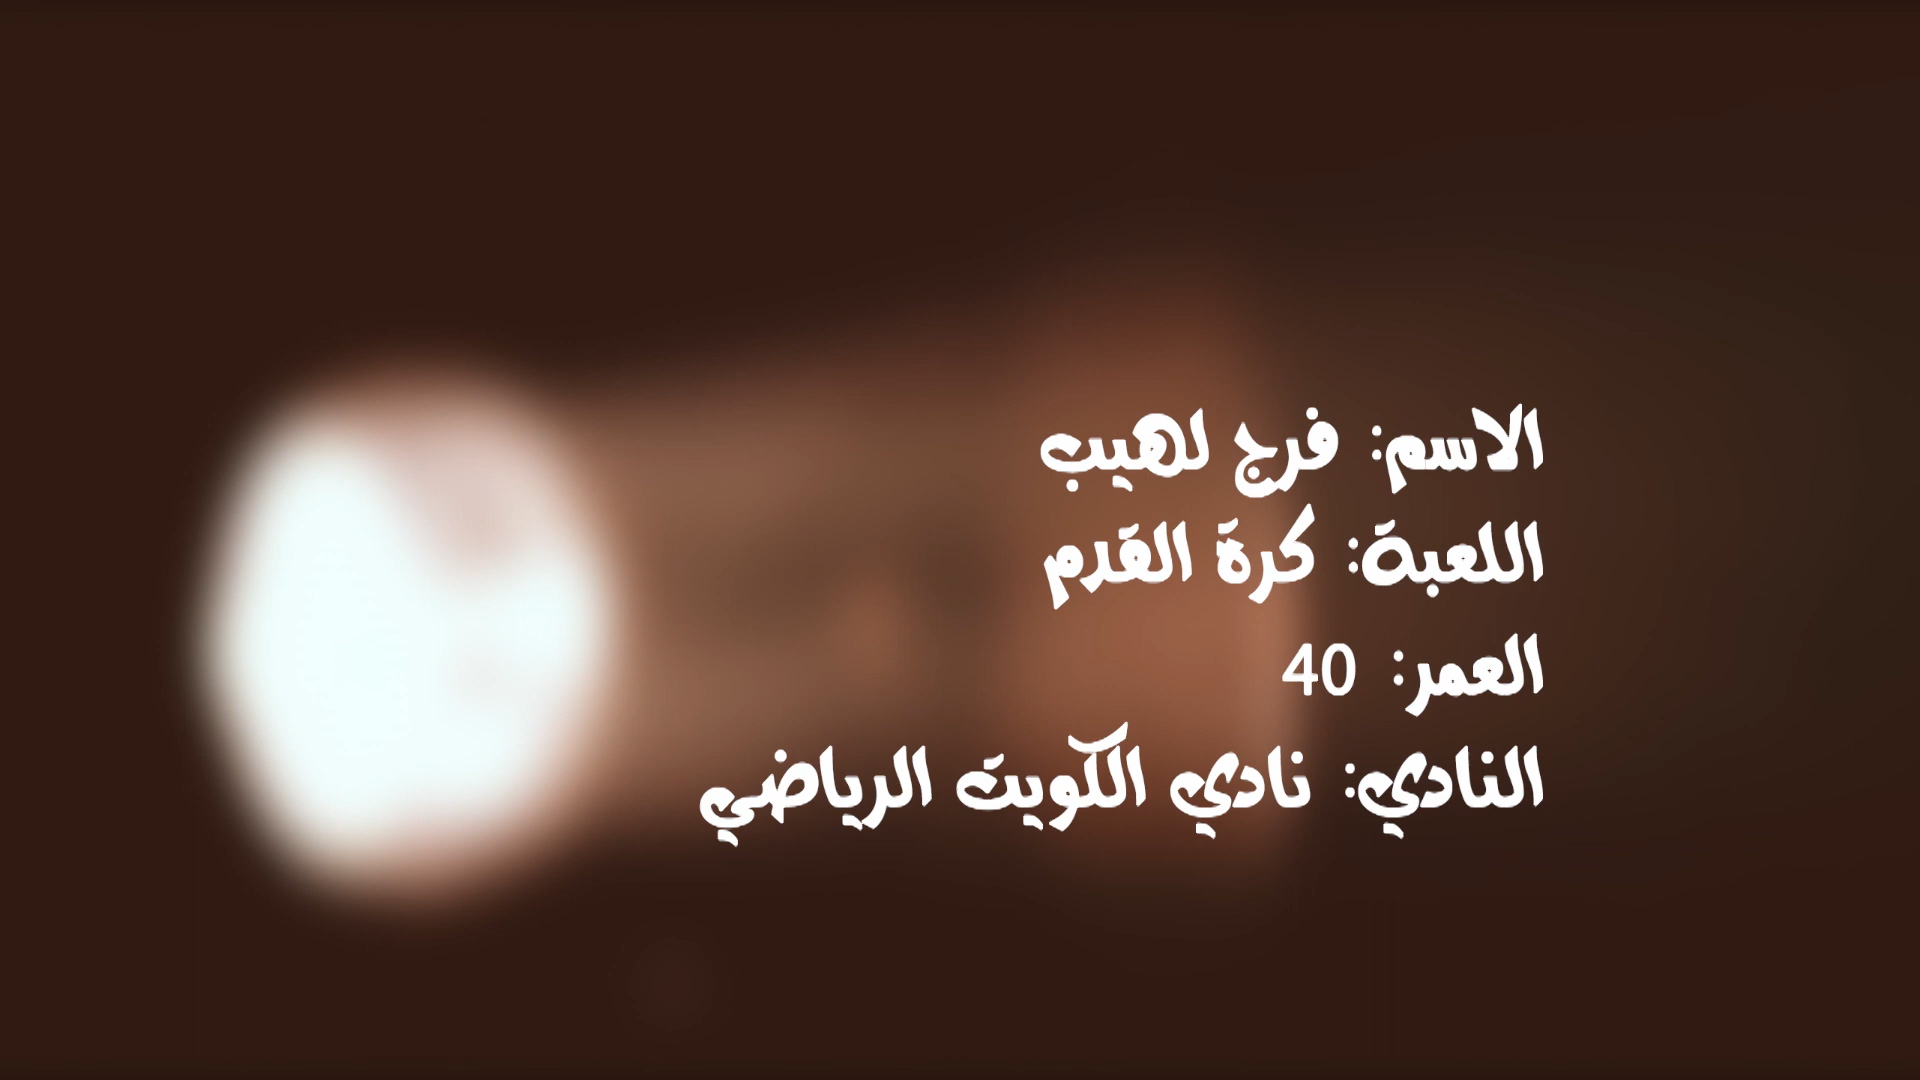 الاسم: فرج لهيب
اللعبة: كرة القدم
العمر: 40
النادي: نادي الكويت الرياضي